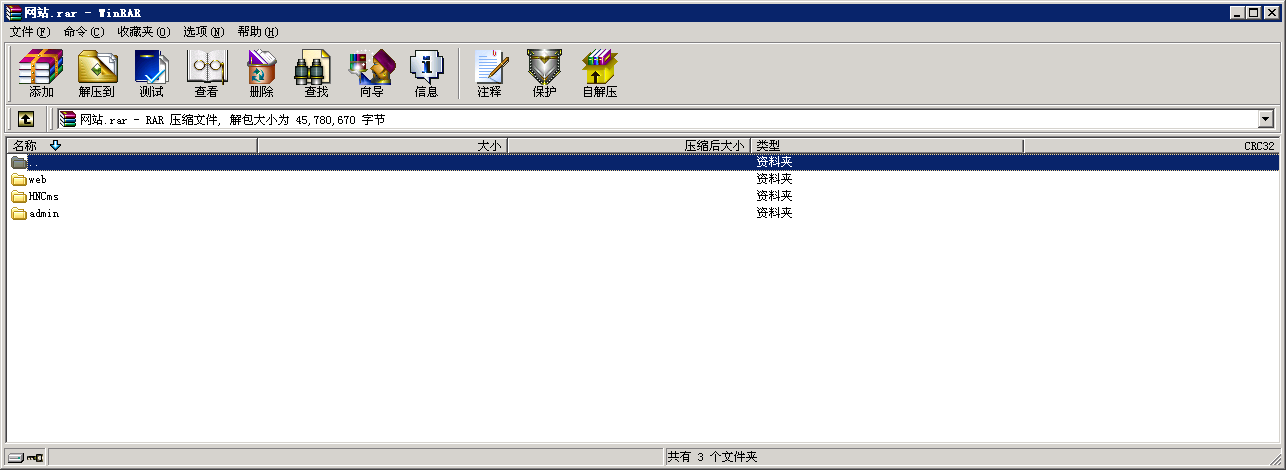 网站.rar - WinRAR
文件(F) 命令(C) 收藏夹(O) 选项(N) 帮助(H)
添加 解压到 测试 查看 删除 查找 向导 信息 注释 保护 自解压
网站.rar - RAR 压缩文件, 解包大小为 45,780,670 字节
名称 大小 压缩后大小 类型 CRC32
.. 资料夹
web 资料夹
HNCms 资料夹
admin 资料夹
共有 3 个文件夹